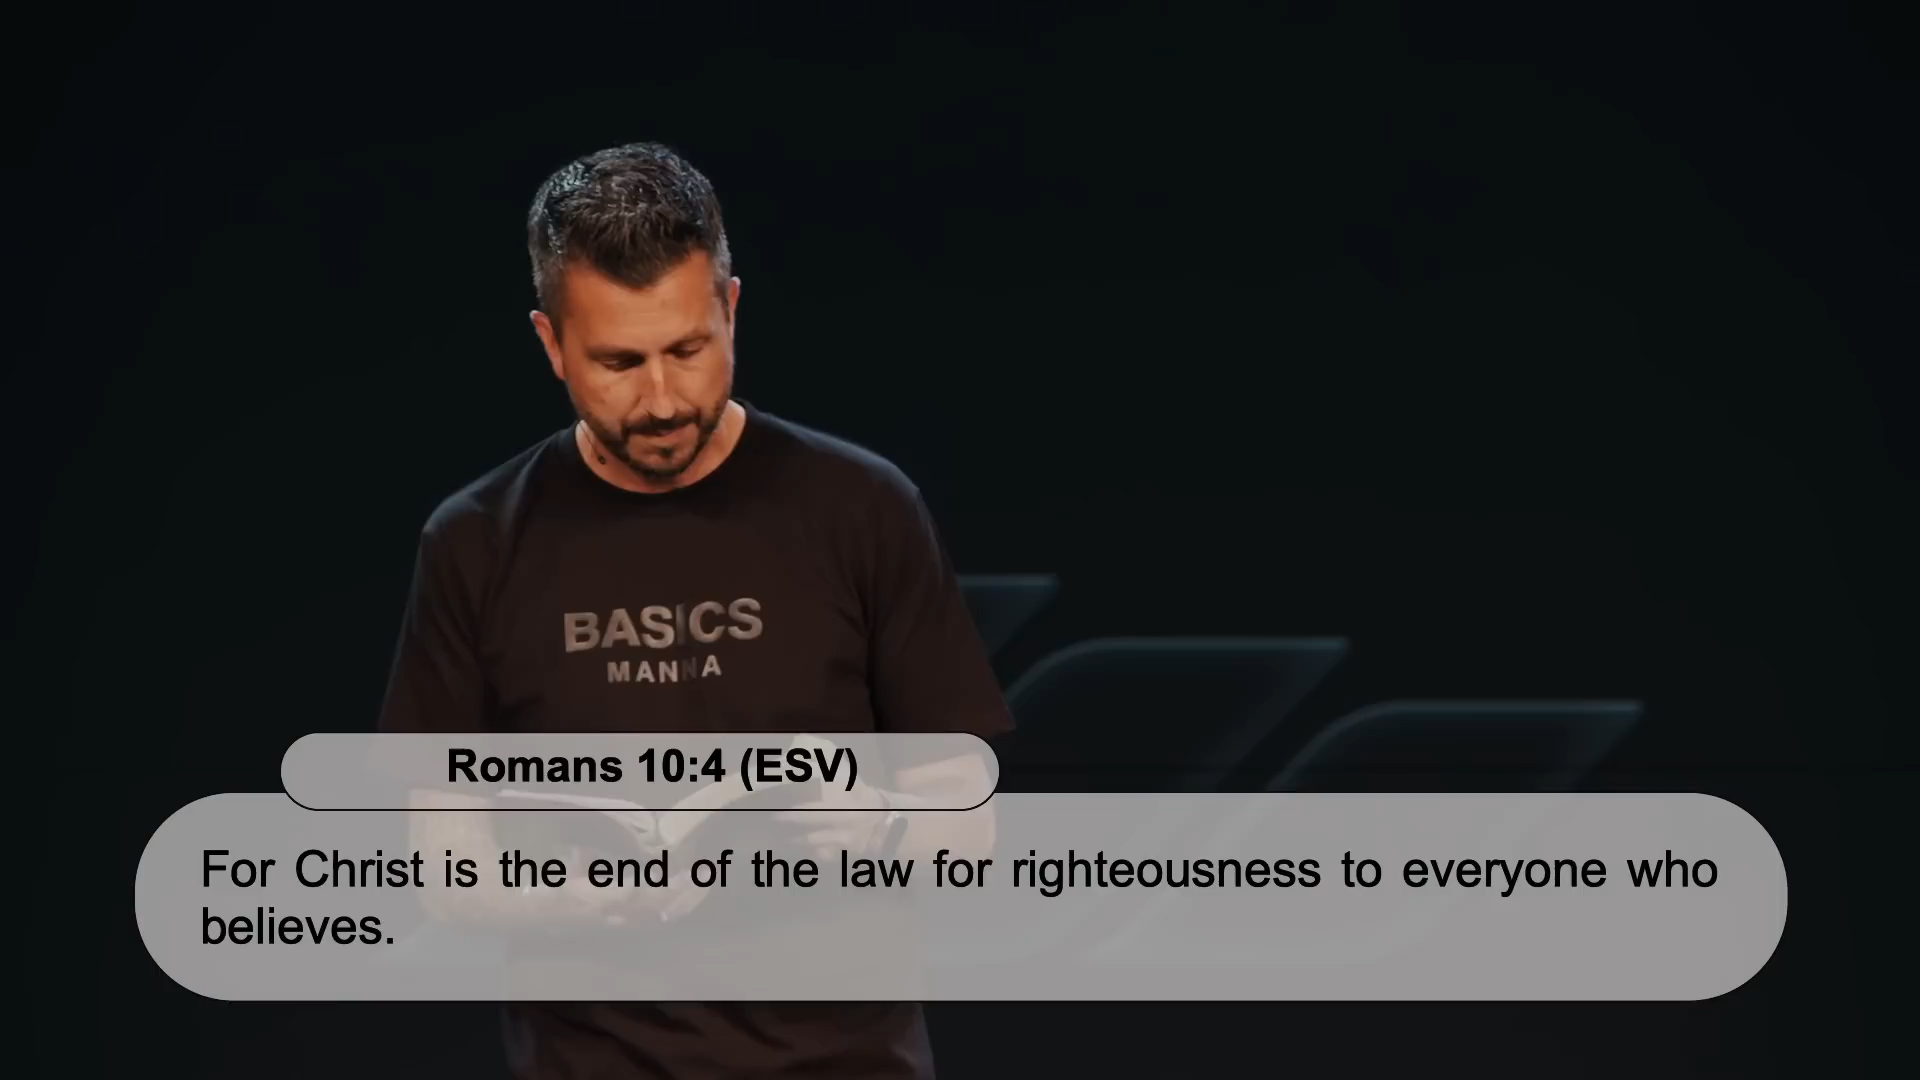 BASICS
MANNA
Romans 10:4 (ESV)
For Christ is the end of the law for righteousness to everyone who
believes.